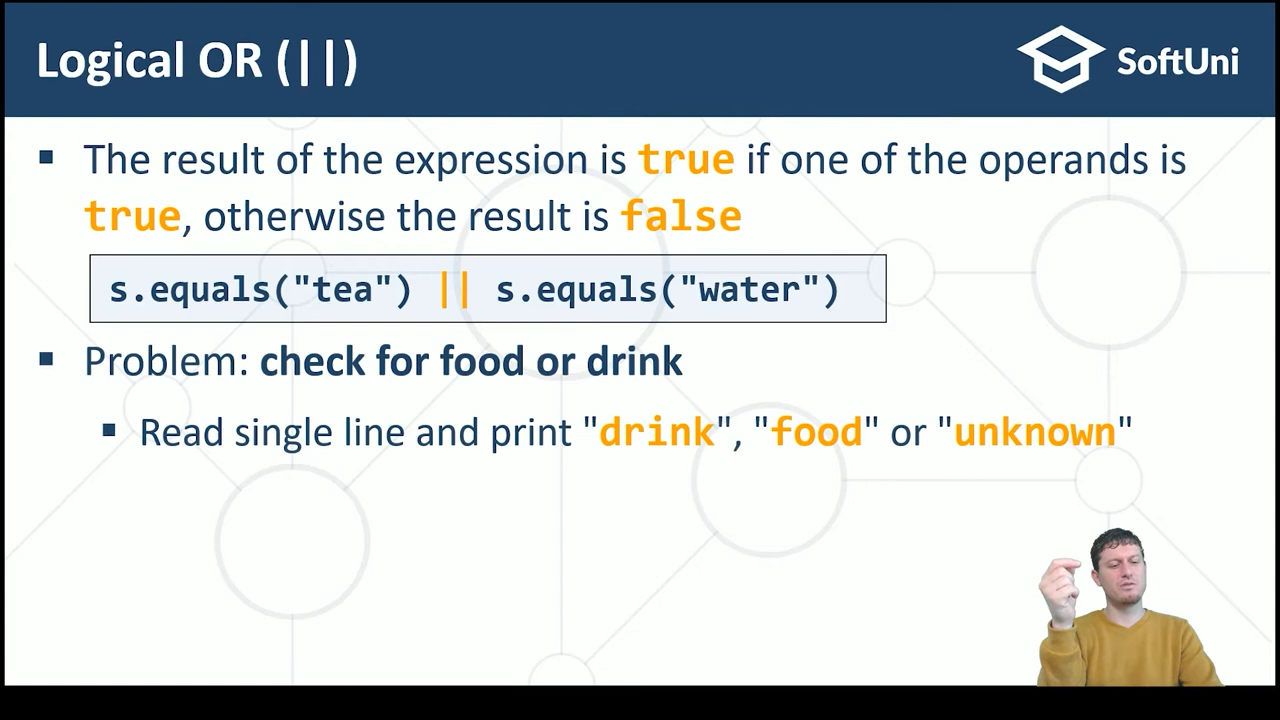 Logical OR (||)
SoftUni
▪ The result of the expression is true if one of the operands is
true, otherwise the result is false
s.equals("tea") || s.equals("water")
▪ Problem: check for food or drink
▪ Read single line and print "drink", "food" or "unknown"